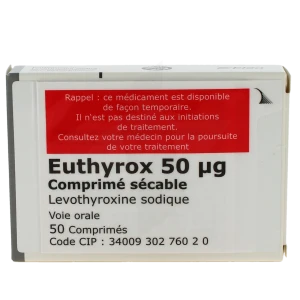 Rappel : ce médicament est disponible
de façon temporaire.
Il n'est pas destiné aux initiations
de traitement.
Consultez votre médecin pour la poursuite
de votre traitement
Euthyrox 50 µg
Comprimé sécable
Levothyroxine sodique
Voie orale
50 Comprimés
Code CIP : 34009 302 760 2 0